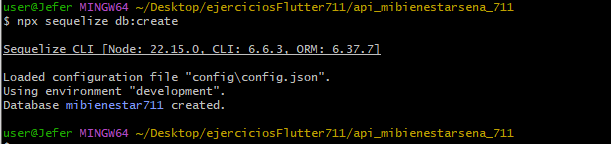 user@Jefer MINGW64 ~/Desktop/ejerciciosFlutter711/api_mibienestarsena_711
$ npx sequelize db:create
Sequelize CLI [Node: 22.15.0, CLI: 6.6.3, ORM: 6.37.7]
Loaded configuration file "config\config.json".
Using environment "development".
Database mibienestar711 created.
user@Jefer MINGW64 ~/Desktop/ejerciciosFlutter711/api_mibienestarsena_711